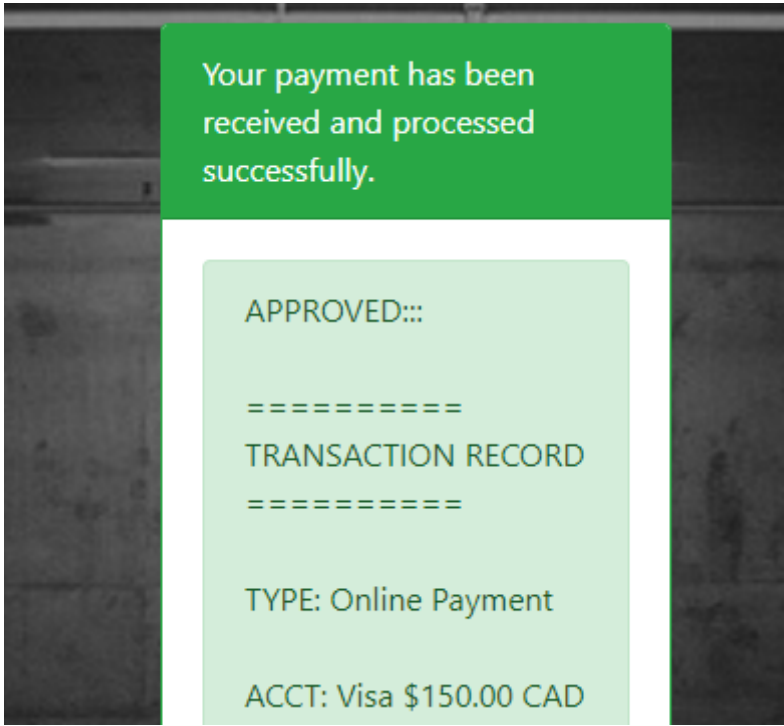 Your payment has been
received and processed
successfully.
APPROVED:::
==========
TRANSACTION RECORD
==========
TYPE: Online Payment
ACCT: Visa $150.00 CAD